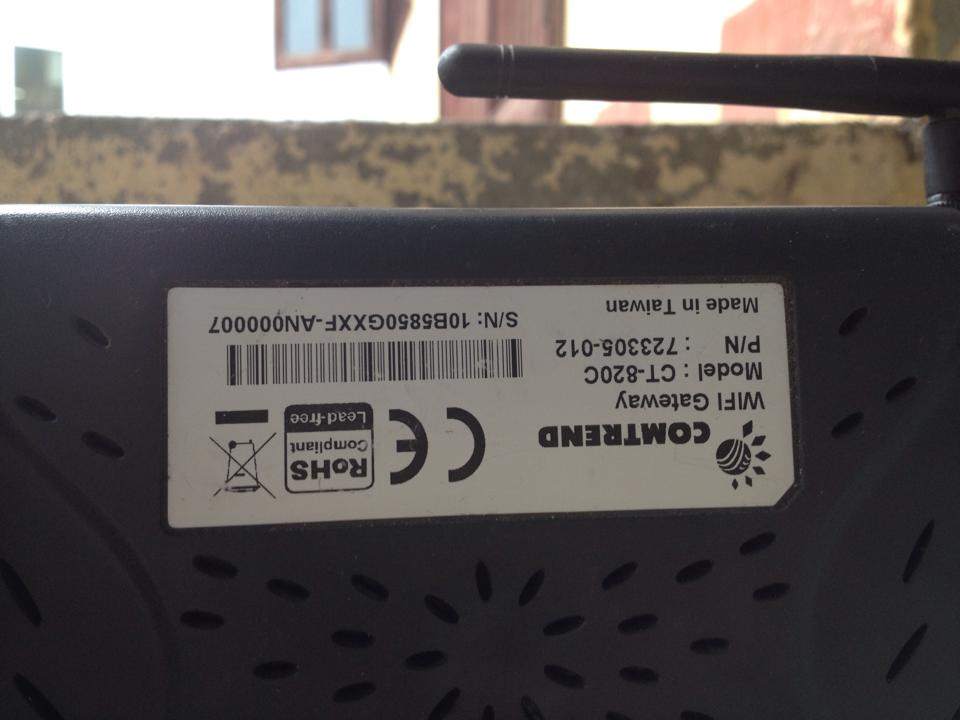 COMTREND
WIFI Gateway
Model : CT-820C
P/N : 723305-012
Made in Taiwan
CE
RoHS
Compliant
Lead-free
S/N: 10B5850GXXF-AN000007